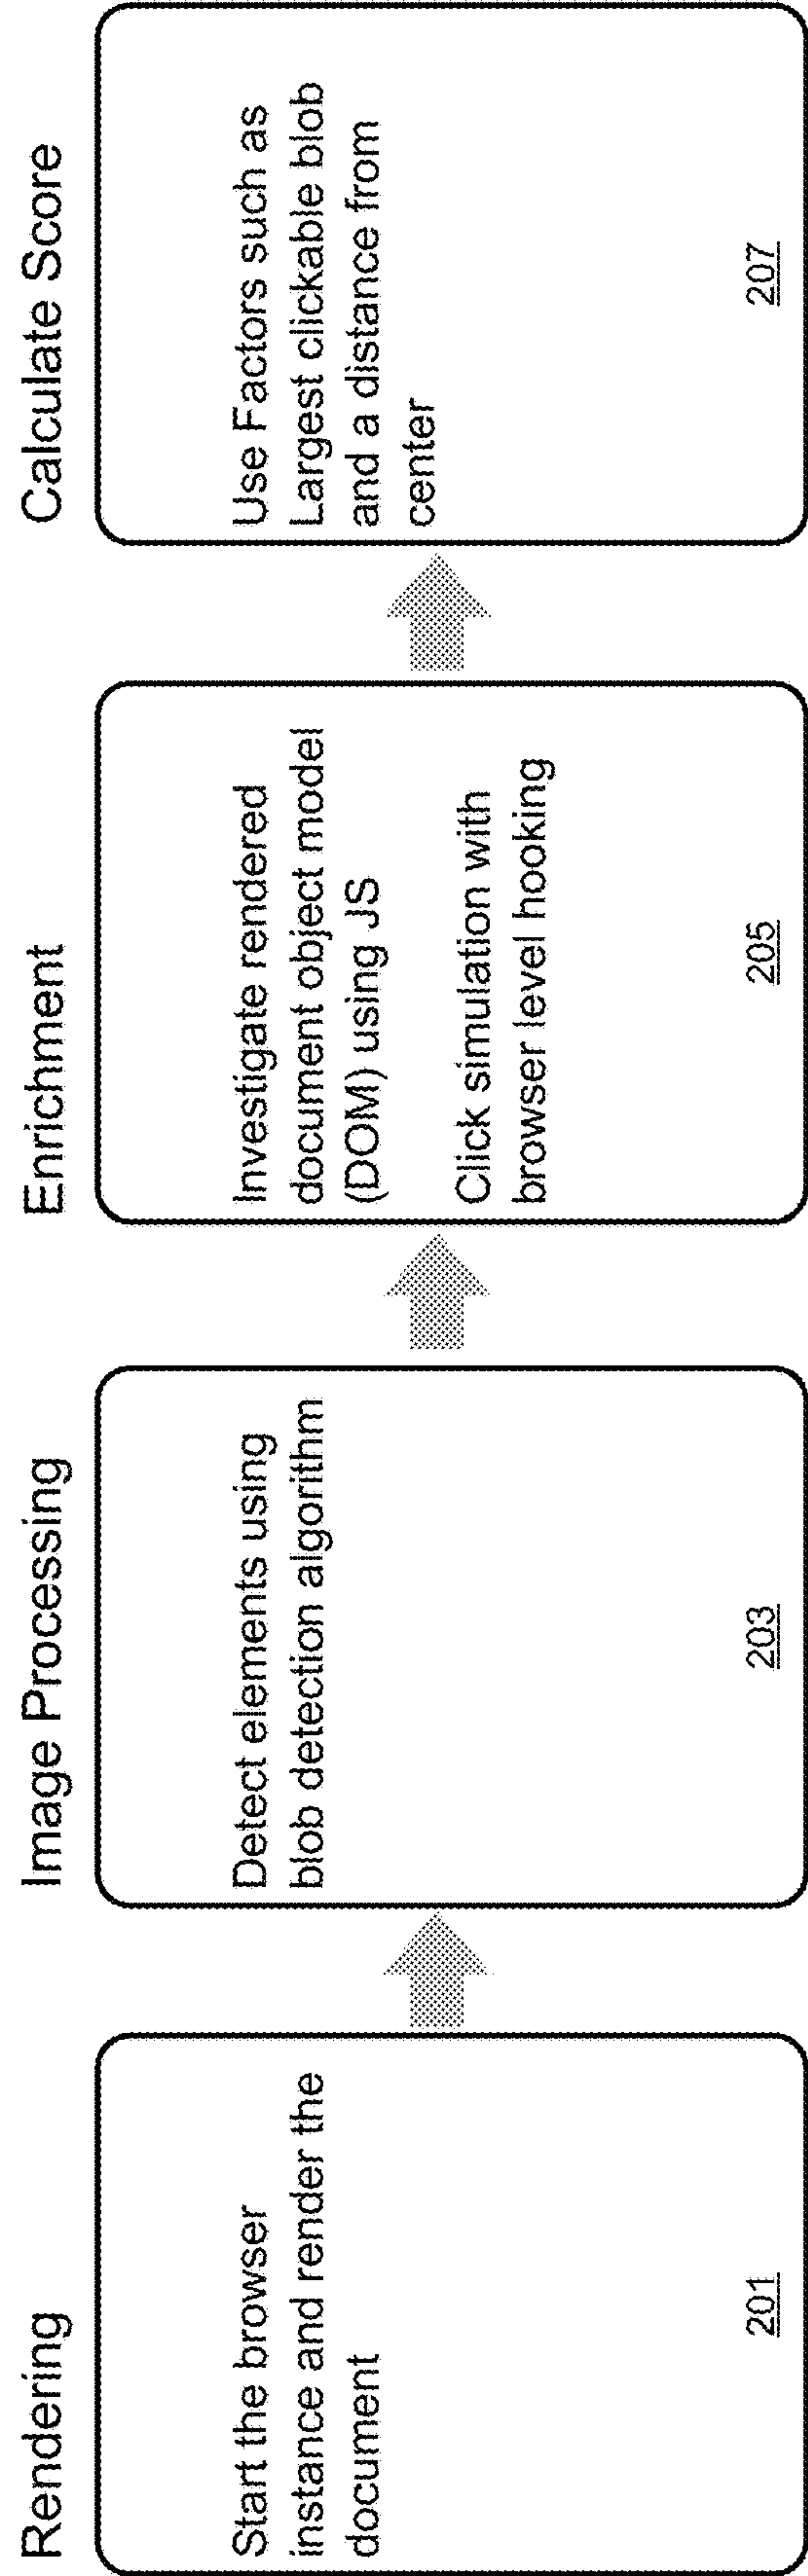 Rendering
Start the browser
instance and render the
document
201
Image Processing
Detect elements using
blob detection algorithm
203
Enrichment
Investigate rendered
document object model
(DOM) using JS
Click simulation with
browser level hooking
205
Calculate Score
Use Factors such as
Largest clickable blob
and a distance from
center
207